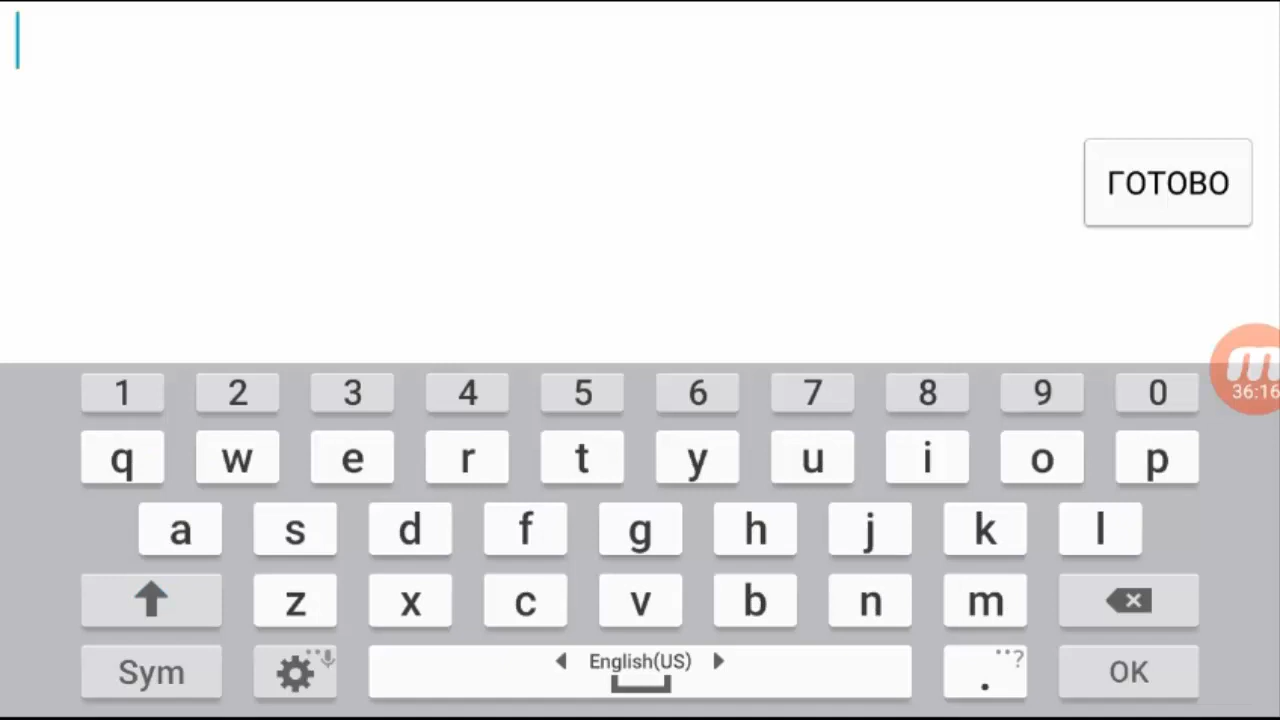 ГОТОВО
m
36:16
1 2 3 4 5 6 7 8 9 0
q w e r t y u i o p
a s d f g h j k l
z x c v b n m
Sym English(US) . ...? OK